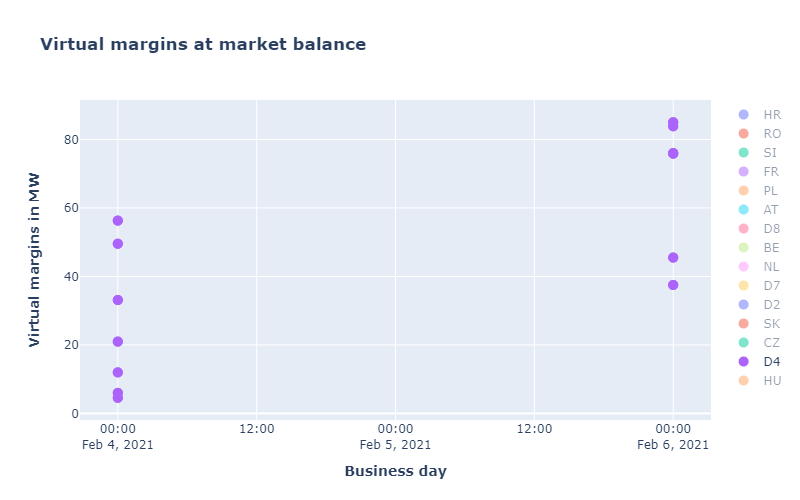 Virtual margins at market balance
Virtual margins in MW
80
60
40
20
0
00:00
Feb 4, 2021
12:00
00:00
Feb 5, 2021
12:00
00:00
Feb 6, 2021
Business day
HR
RO
SI
FR
PL
AT
D8
BE
NL
D7
D2
SK
CZ
D4
HU